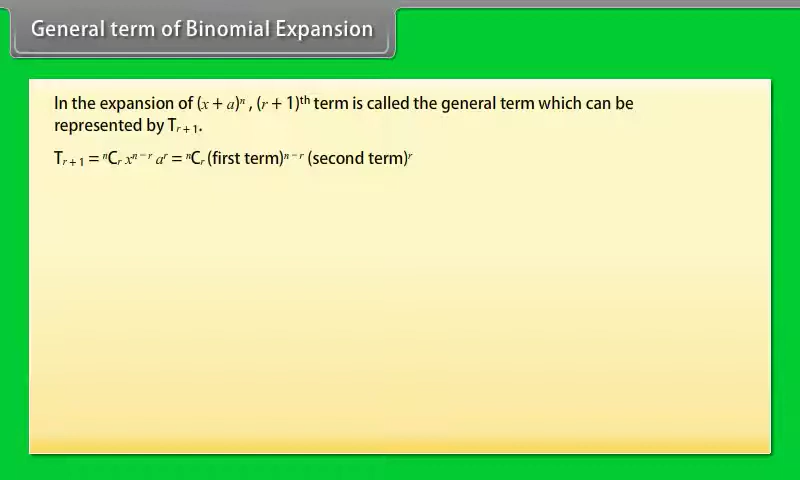 General term of Binomial Expansion
In the expansion of (x + a)ⁿ , (r + 1)ᵗʰ term is called the general term which can be
represented by Tᵣ ₊ ₁.
Tᵣ ₊ ₁ = ⁿCᵣ xⁿ ⁻ ʳ aʳ = ⁿCᵣ (first term)ⁿ ⁻ ʳ (second term)ʳ